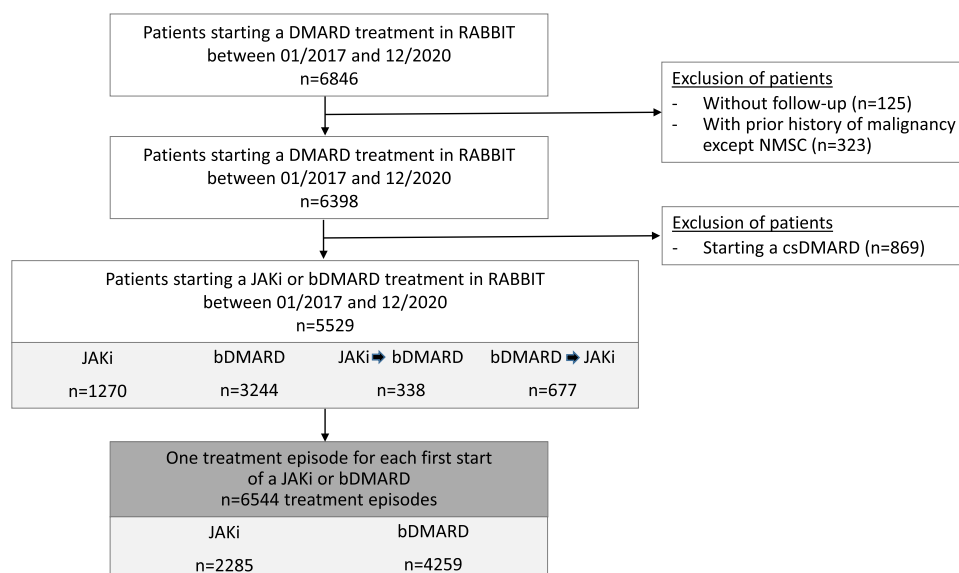 Patients starting a DMARD treatment in RABBIT
between 01/2017 and 12/2020
n=6846
Exclusion of patients
- Without follow-up (n=125)
- With prior history of malignancy
except NMSC (n=323)
Patients starting a DMARD treatment in RABBIT
between 01/2017 and 12/2020
n=6398
Exclusion of patients
- Starting a csDMARD (n=869)
Patients starting a JAKi or bDMARD treatment in RABBIT
between 01/2017 and 12/2020
n=5529
JAKi bDMARD JAKi ➡ bDMARD bDMARD ➡ JAKi
n=1270 n=3244 n=338 n=677
One treatment episode for each first start
of a JAKi or bDMARD
n=6544 treatment episodes
JAKi bDMARD
n=2285 n=4259